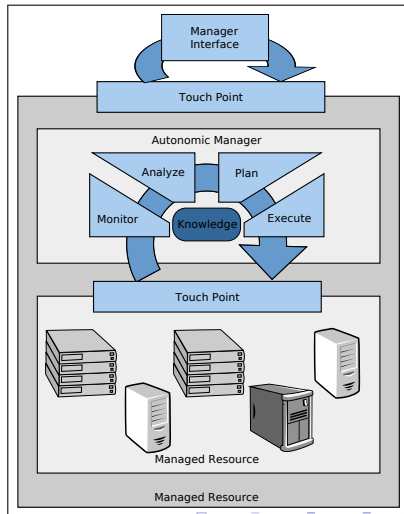 Manager
Interface
Touch Point
Autonomic Manager
Analyze
Plan
Monitor
Execute
Knowledge
Touch Point
Managed Resource
Managed Resource